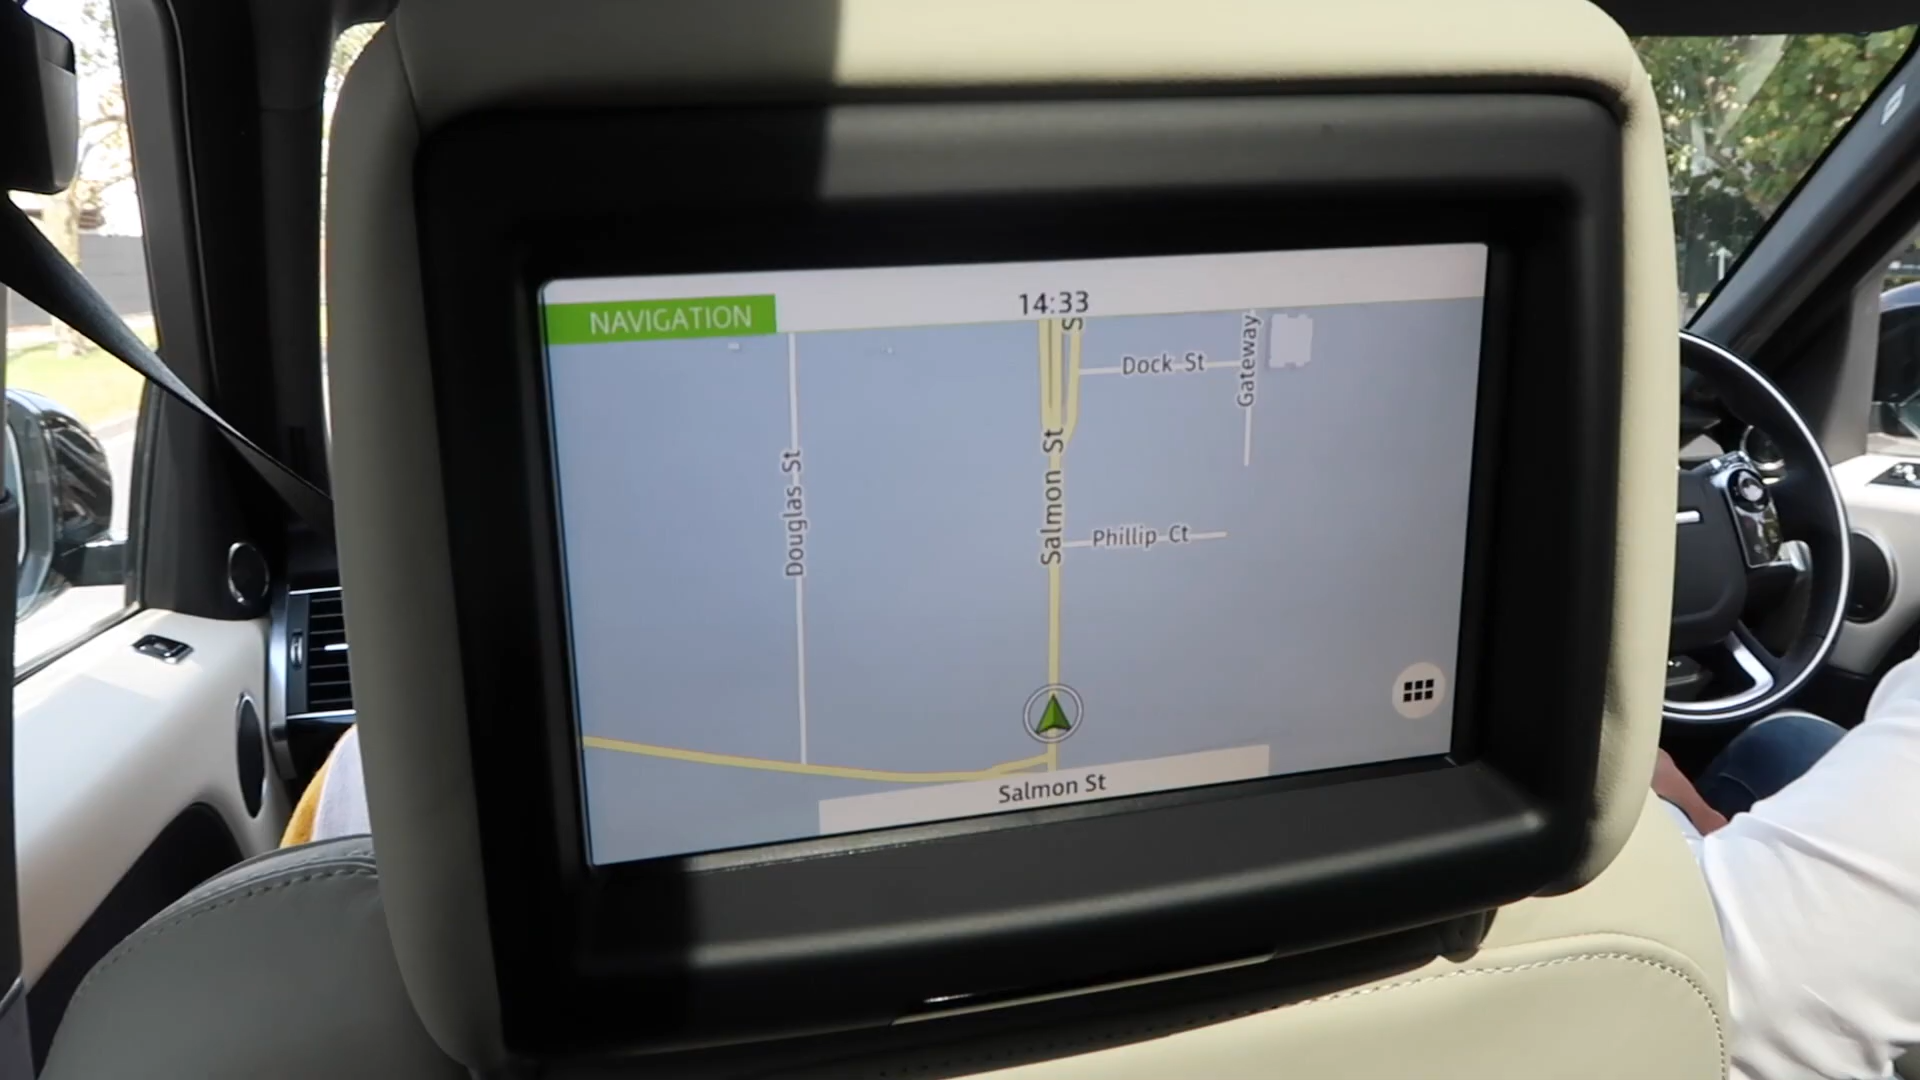 NAVIGATION
14:33
S
Dock St
Gateway
Douglas St
Salmon St
Phillip Ct
Salmon St